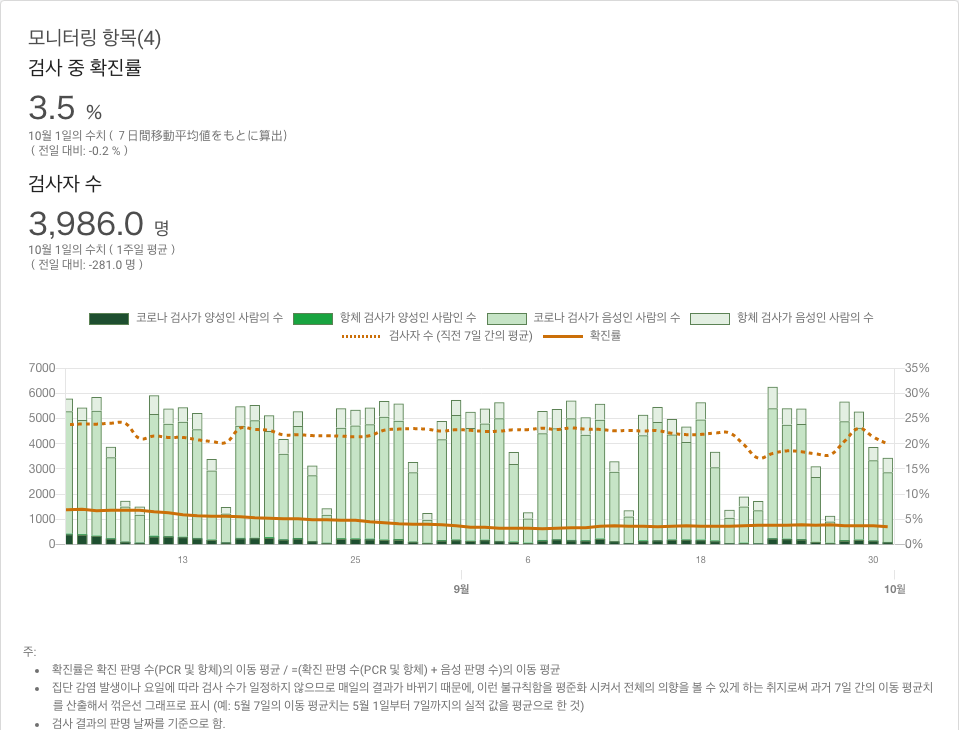 모니터링 항목(4)
검사 중 확진률
3.5 %
10월 1일의 수치 ( ７日間移動平均値をもとに算出)
( 전일 대비: -0.2 % )
검사자 수
3,986.0 명
10월 1일의 수치 ( 1주일 평균 )
( 전일 대비: -281.0 명 )
코로나 검사가 양성인 사람의 수 항체 검사가 양성인 사람인 수 코로나 검사가 음성인 사람의 수 항체 검사가 음성인 사람의 수
검사자 수 (직전 7일 간의 평균) 확진률
7000 35%
6000 30%
5000 25%
4000 20%
3000 15%
2000 10%
1000 5%
0 0%
13 25 6 18 30
9월 10월
주:
확진률은 확진 판명 수(PCR 및 항체)의 이동 평균 / =(확진 판명 수(PCR 및 항체) + 음성 판명 수)의 이동 평균
집단 감염 발생이나 요일에 따라 검사 수가 일정하지 않으므로 매일의 결과가 바뀌기 때문에, 이런 불규칙함을 평준화 시켜서 전체의 의향을 볼 수 있게 하는 취지로써 과거 7일 간의 이동 평균치
를 산출해서 꺾은선 그래프로 표시 (예: 5월 7일의 이동 평균치는 5월 1일부터 7일까지의 실적 값을 평균으로 한 것)
검사 결과의 판명 날짜를 기준으로 함.